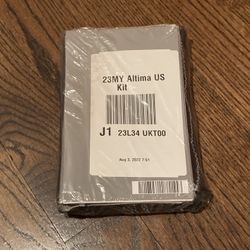 23MY Altima US
Kit
J1 23L34 UKT00
Aug 3, 2022 7:51